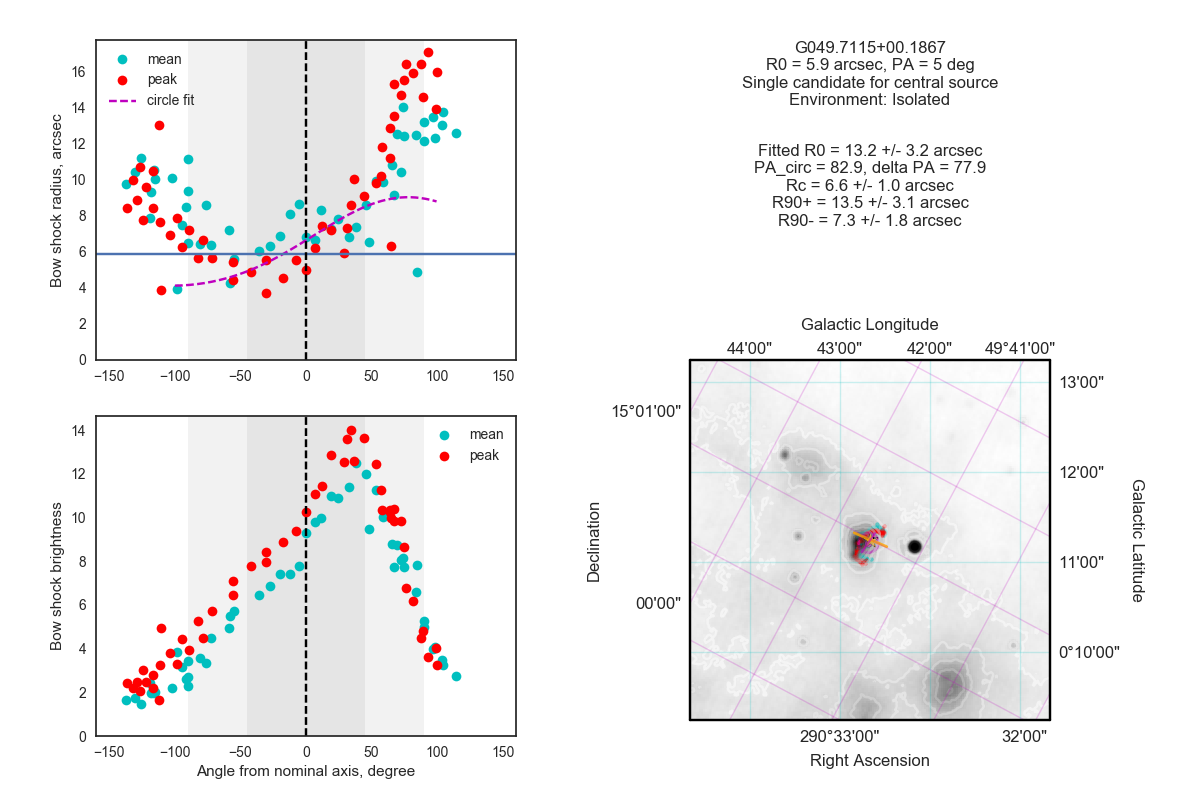 mean
peak
circle fit
Bow shock radius, arcsec
16
14
12
10
8
6
4
2
0
−150 −100 −50 0 50 100 150
mean
peak
Bow shock brightness
14
12
10
8
6
4
2
0
−150 −100 −50 0 50 100 150
Angle from nominal axis, degree
G049.7115+00.1867
R0 = 5.9 arcsec, PA = 5 deg
Single candidate for central source
Environment: Isolated
Fitted R0 = 13.2 +/- 3.2 arcsec
PA_circ = 82.9, delta PA = 77.9
Rc = 6.6 +/- 1.0 arcsec
R90+ = 13.5 +/- 3.1 arcsec
R90- = 7.3 +/- 1.8 arcsec
Galactic Longitude
44'00" 43'00" 42'00" 49°41'00"
15°01'00"
00'00"
Declination
13'00"
12'00"
11'00"
0°10'00"
Galactic Latitude
290°33'00" 32'00"
Right Ascension